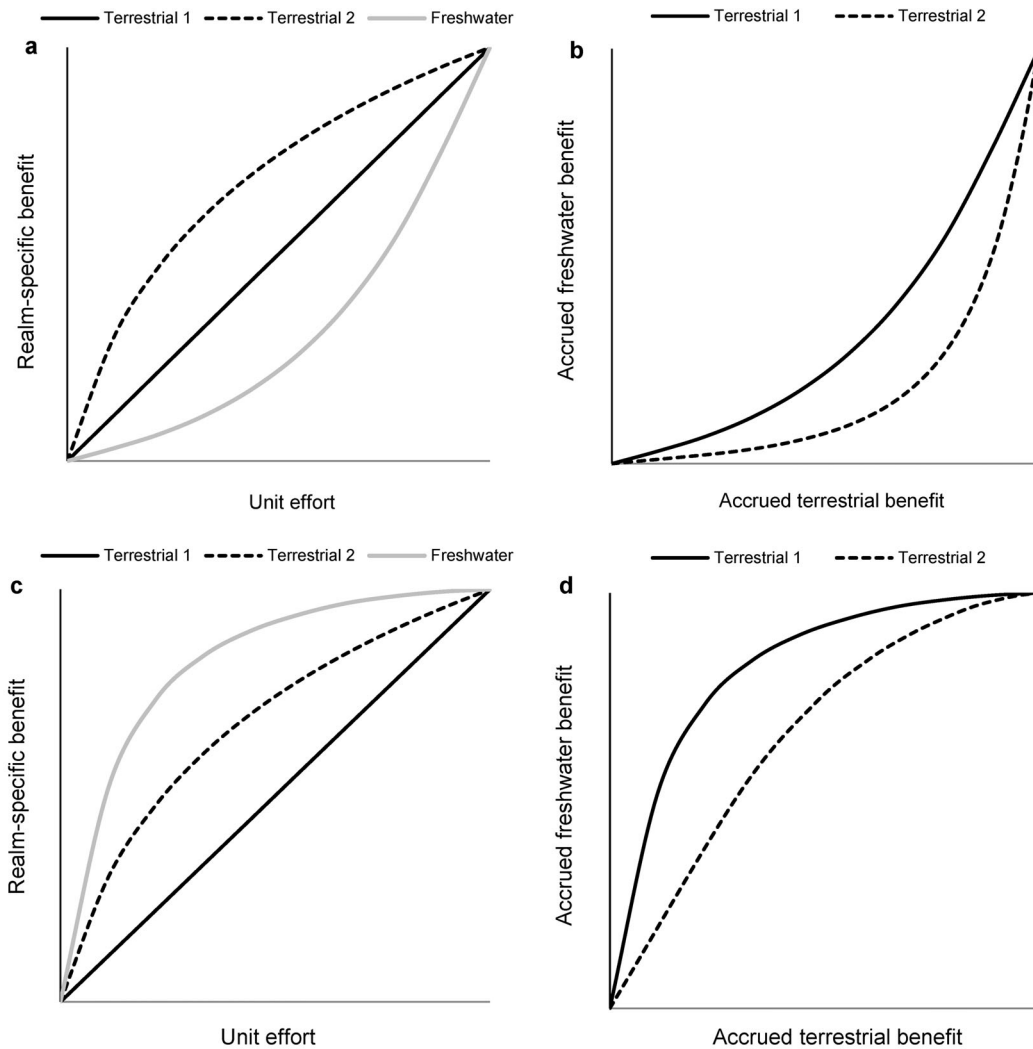 Terrestrial 1 Terrestrial 2 Freshwater
a
Realm-specific benefit
Unit effort
Terrestrial 1 Terrestrial 2
b
Accrued freshwater benefit
Accrued terrestrial benefit
Terrestrial 1 Terrestrial 2 Freshwater
c
Realm-specific benefit
Unit effort
Terrestrial 1 Terrestrial 2
d
Accrued freshwater benefit
Accrued terrestrial benefit